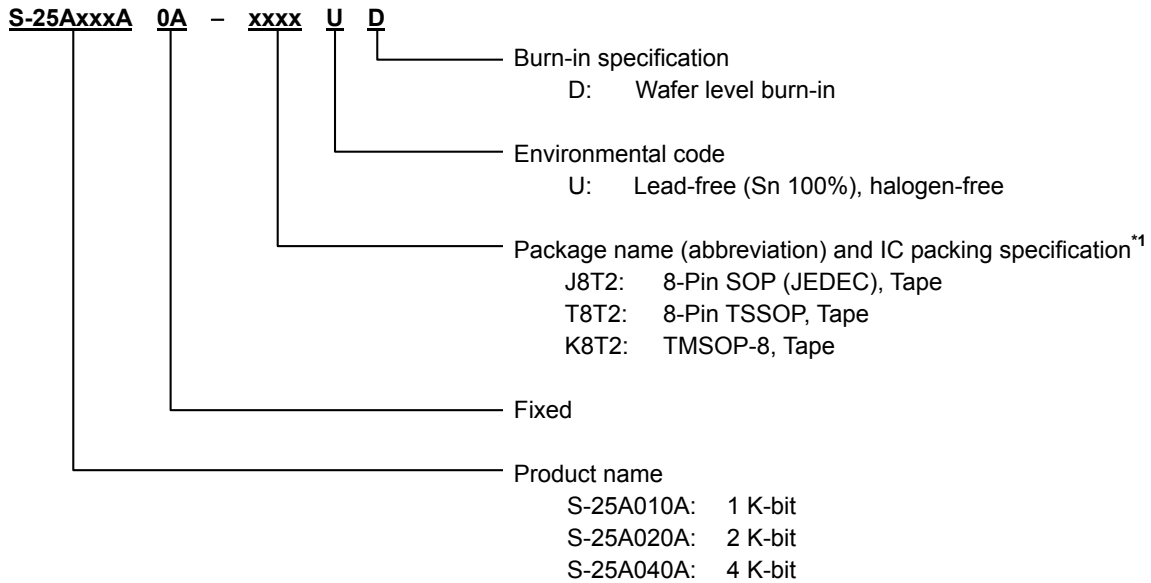 S-25AxxxA 0A – xxxx U D
Burn-in specification
D: Wafer level burn-in
Environmental code
U: Lead-free (Sn 100%), halogen-free
Package name (abbreviation) and IC packing specification*1
J8T2: 8-Pin SOP (JEDEC), Tape
T8T2: 8-Pin TSSOP, Tape
K8T2: TMSOP-8, Tape
Fixed
Product name
S-25A010A: 1 K-bit
S-25A020A: 2 K-bit
S-25A040A: 4 K-bit